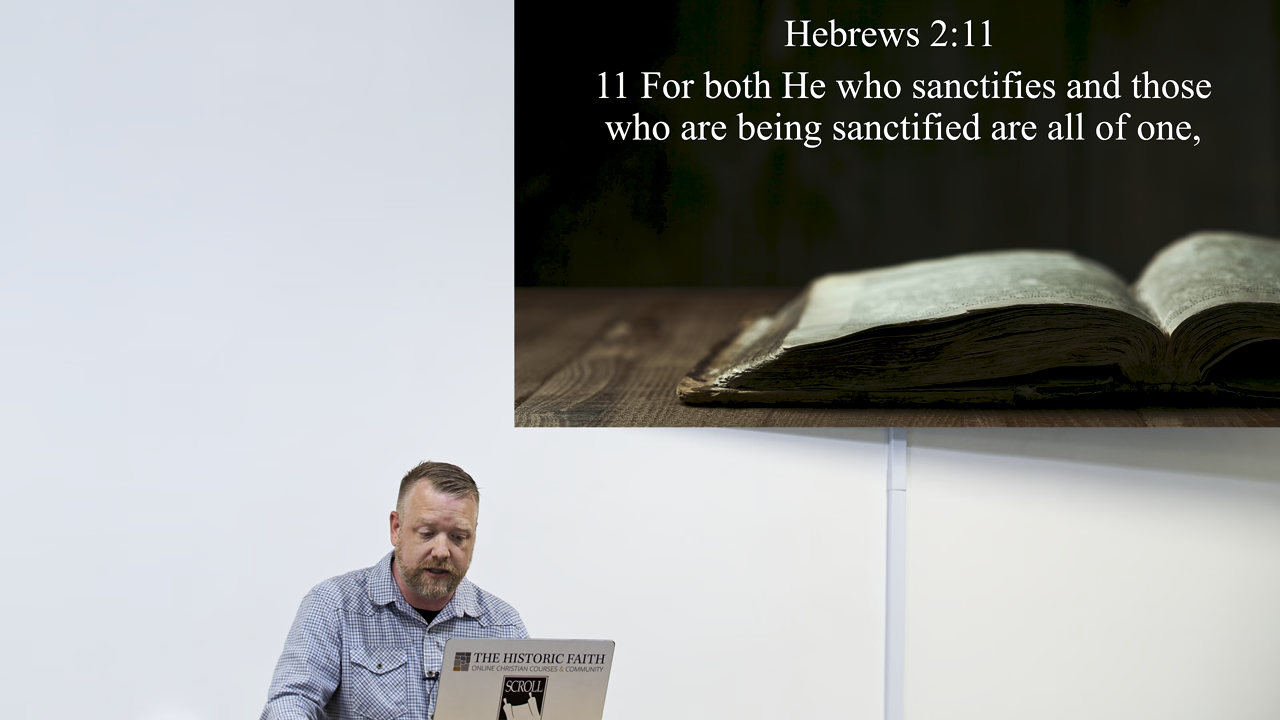 Hebrews 2:11
11 For both He who sanctifies and those
who are being sanctified are all of one,
THE HISTORIC FAITH
ONLINE CHRISTIAN COURSES & COMMUNITY
SCROLL